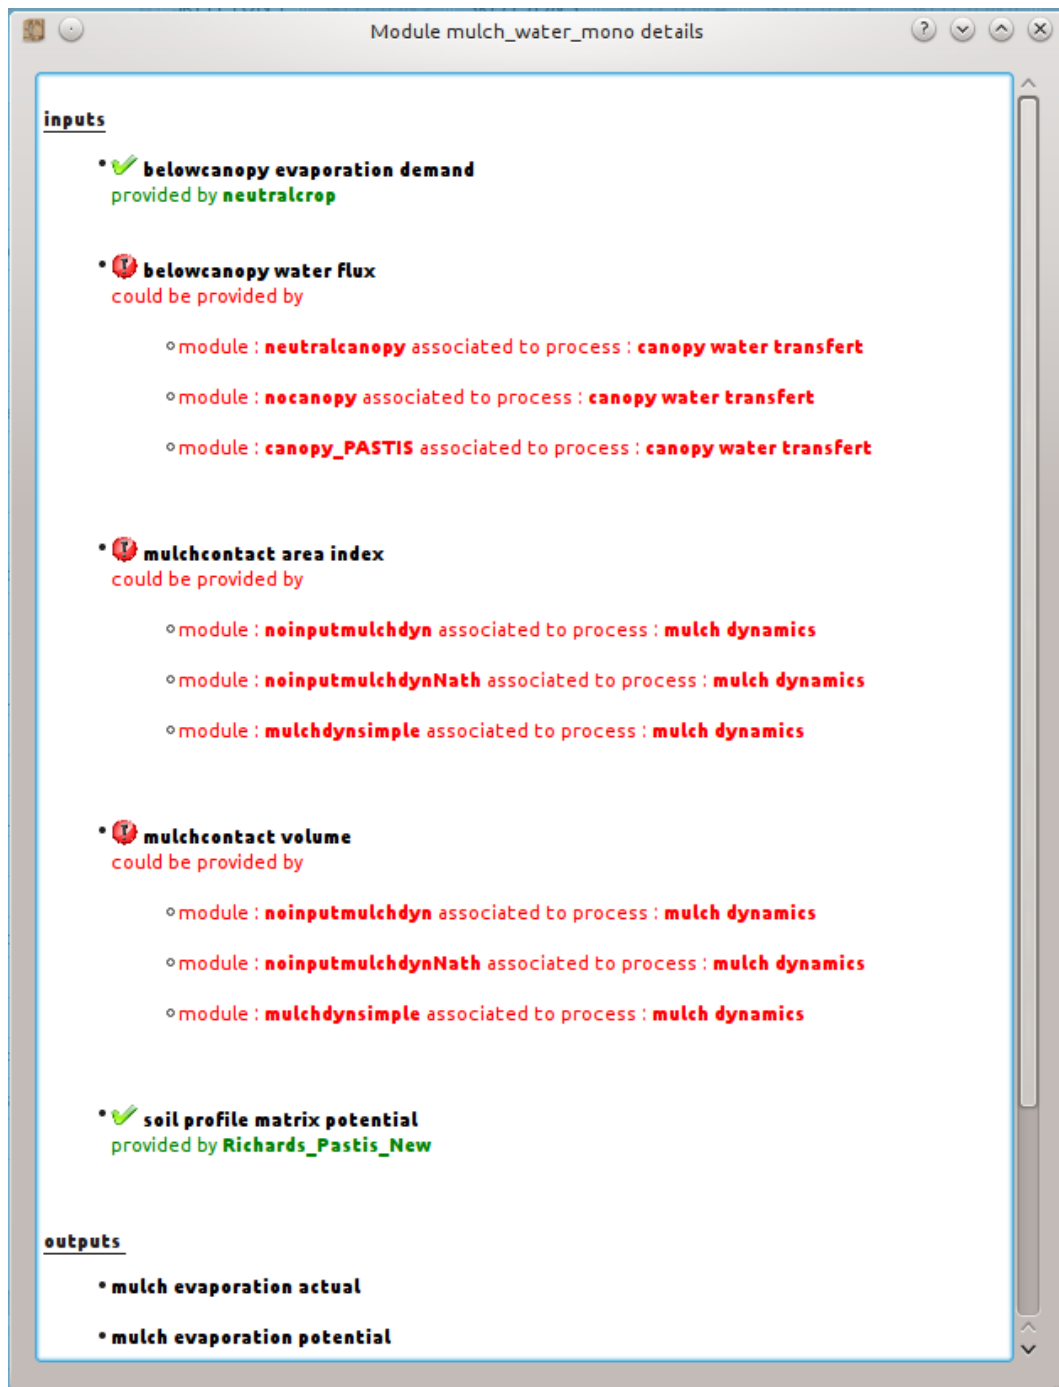 Module mulch_water_mono details
inputs
belowcanopy evaporation demand
provided by neutralcrop
belowcanopy water flux
could be provided by
module : neutralcanopy associated to process : canopy water transfert
module : nocanopy associated to process : canopy water transfert
module : canopy_PASTIS associated to process : canopy water transfert
mulchcontact area index
could be provided by
module : noinputmulchdyn associated to process : mulch dynamics
module : noinputmulchdynNath associated to process : mulch dynamics
module : mulchdynsimple associated to process : mulch dynamics
mulchcontact volume
could be provided by
module : noinputmulchdyn associated to process : mulch dynamics
module : noinputmulchdynNath associated to process : mulch dynamics
module : mulchdynsimple associated to process : mulch dynamics
soil profile matrix potential
provided by Richards_Pastis_New
outputs
mulch evaporation actual
mulch evaporation potential